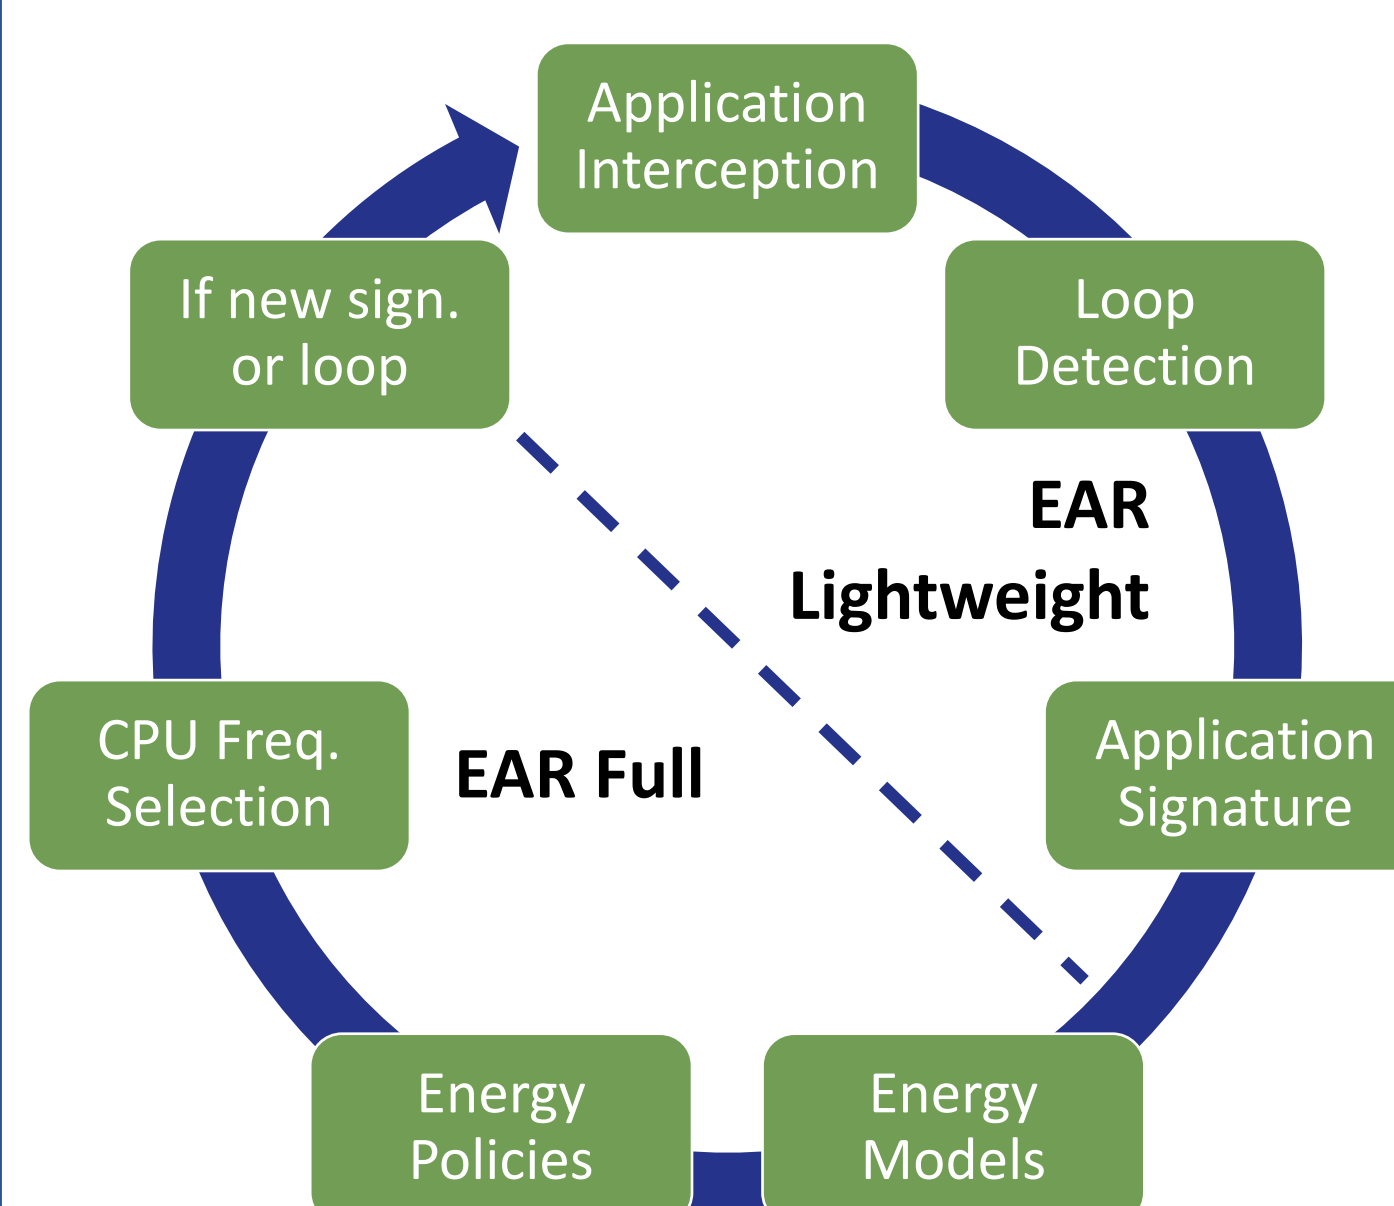 Application
Interception
Loop
Detection
If new sign.
or loop
EAR
Lightweight
Application
Signature
CPU Freq.
Selection
EAR Full
Energy
Models
Energy
Policies